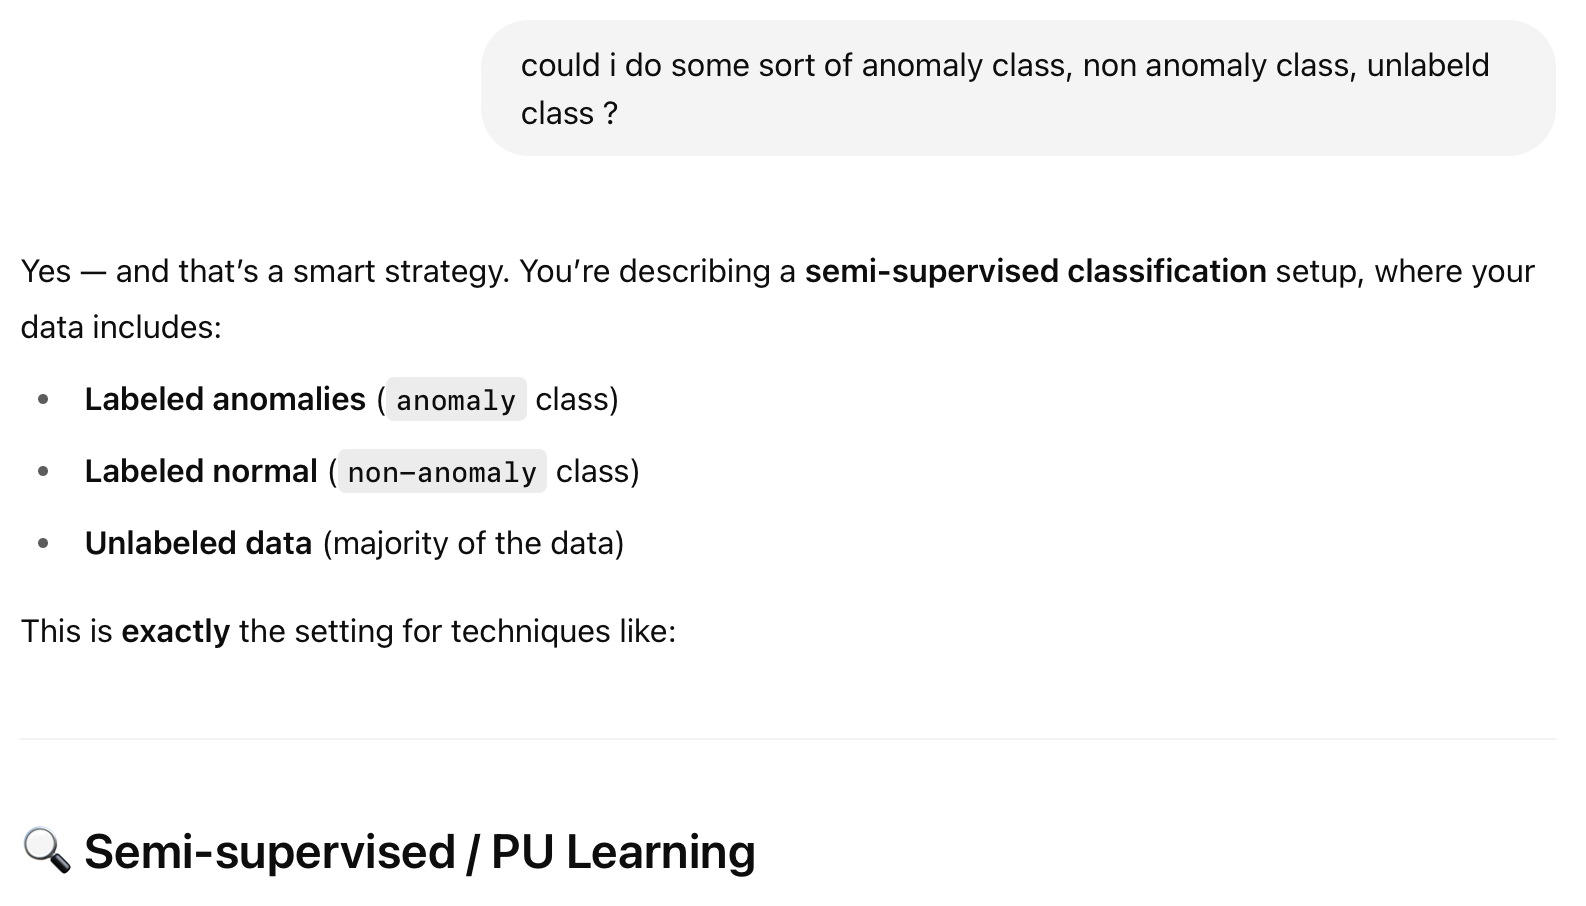 could i do some sort of anomaly class, non anomaly class, unlabeld
class ?
Yes — and that’s a smart strategy. You’re describing a semi-supervised classification setup, where your
data includes:
• Labeled anomalies (anomaly class)
• Labeled normal (non-anomaly class)
• Unlabeled data (majority of the data)
This is exactly the setting for techniques like:
🔍 Semi-supervised / PU Learning